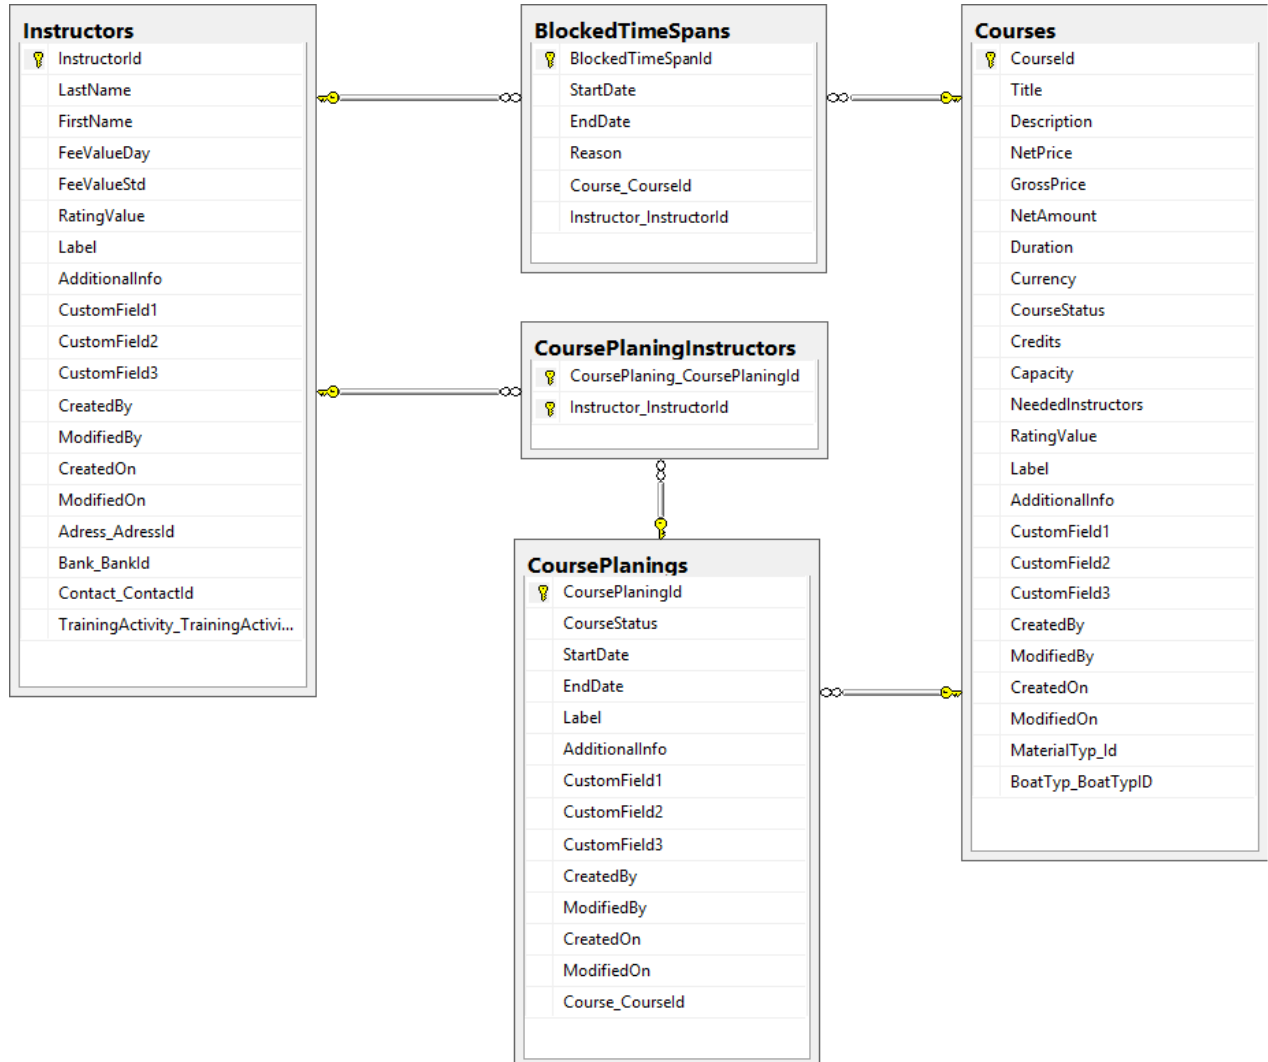 Instructors
InstructorId
LastName
FirstName
FeeValueDay
FeeValueStd
RatingValue
Label
AdditionalInfo
CustomField1
CustomField2
CustomField3
CreatedBy
ModifiedBy
CreatedOn
ModifiedOn
Adress_AdressId
Bank_BankId
Contact_ContactId
TrainingActivity_TrainingActivi...
BlockedTimeSpans
BlockedTimeSpanId
StartDate
EndDate
Reason
Course_CourseId
Instructor_InstructorId
CoursePlaningInstructors
CoursePlaning_CoursePlaningId
Instructor_InstructorId
CoursePlanings
CoursePlaningId
CourseStatus
StartDate
EndDate
Label
AdditionalInfo
CustomField1
CustomField2
CustomField3
CreatedBy
ModifiedBy
CreatedOn
ModifiedOn
Course_CourseId
Courses
CourseId
Title
Description
NetPrice
GrossPrice
NetAmount
Duration
Currency
CourseStatus
Credits
Capacity
NeededInstructors
RatingValue
Label
AdditionalInfo
CustomField1
CustomField2
CustomField3
CreatedBy
ModifiedBy
CreatedOn
ModifiedOn
MaterialTyp_Id
BoatTyp_BoatTypID